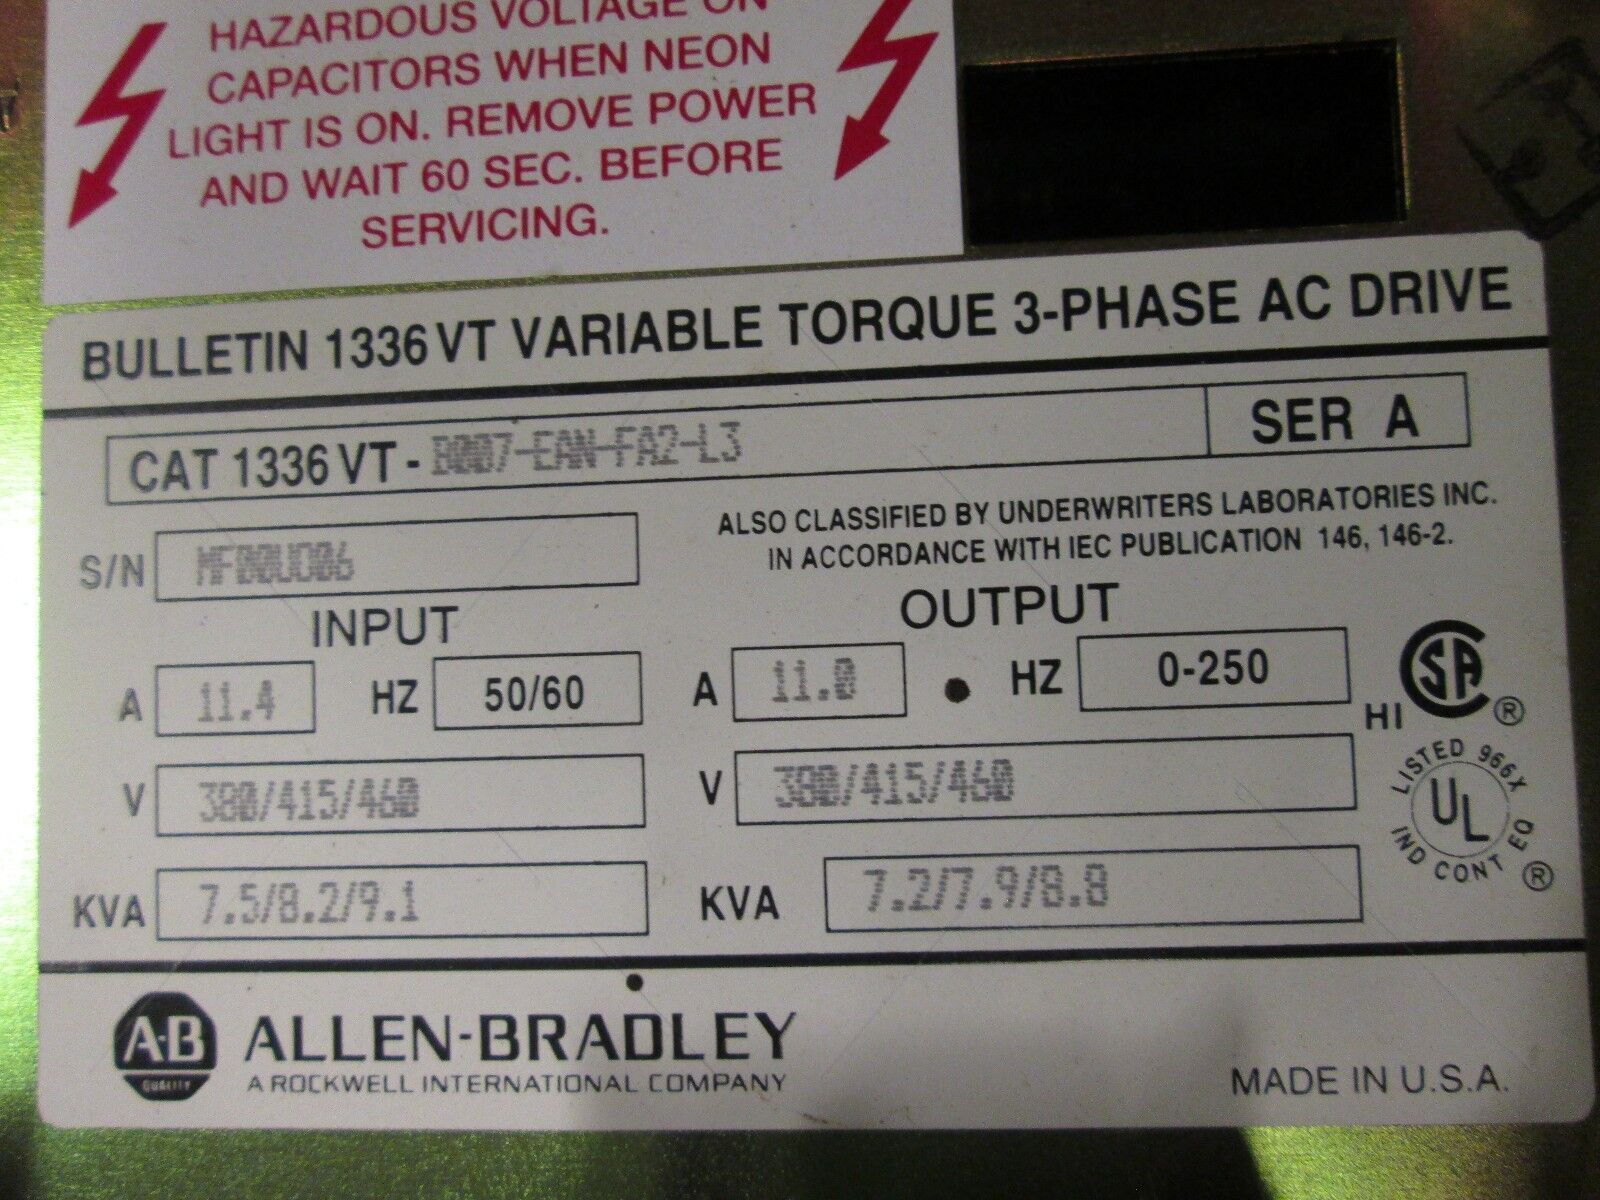 HAZARDOUS VOLTAGE ON
CAPACITORS WHEN NEON
LIGHT IS ON. REMOVE POWER
AND WAIT 60 SEC. BEFORE
SERVICING.
BULLETIN 1336 VT VARIABLE TORQUE 3-PHASE AC DRIVE
CAT 1336 VT - B007-EAN-FA2-L3 SER A
S/N
ALSO CLASSIFIED BY UNDERWRITERS LABORATORIES INC.
IN ACCORDANCE WITH IEC PUBLICATION 146, 146-2.
INPUT OUTPUT
A 11.4 HZ 50/60 A 11.0 HZ 0-250
HI SA ®
V 380/415/460 V 380/415/460
LISTED 966X
UL
IND CONT EQ ®
KVA 7.5/8.2/9.1 KVA 7.2/7.9/8.8
A-B QUALITY
ALLEN-BRADLEY
A ROCKWELL INTERNATIONAL COMPANY
MADE IN U.S.A.